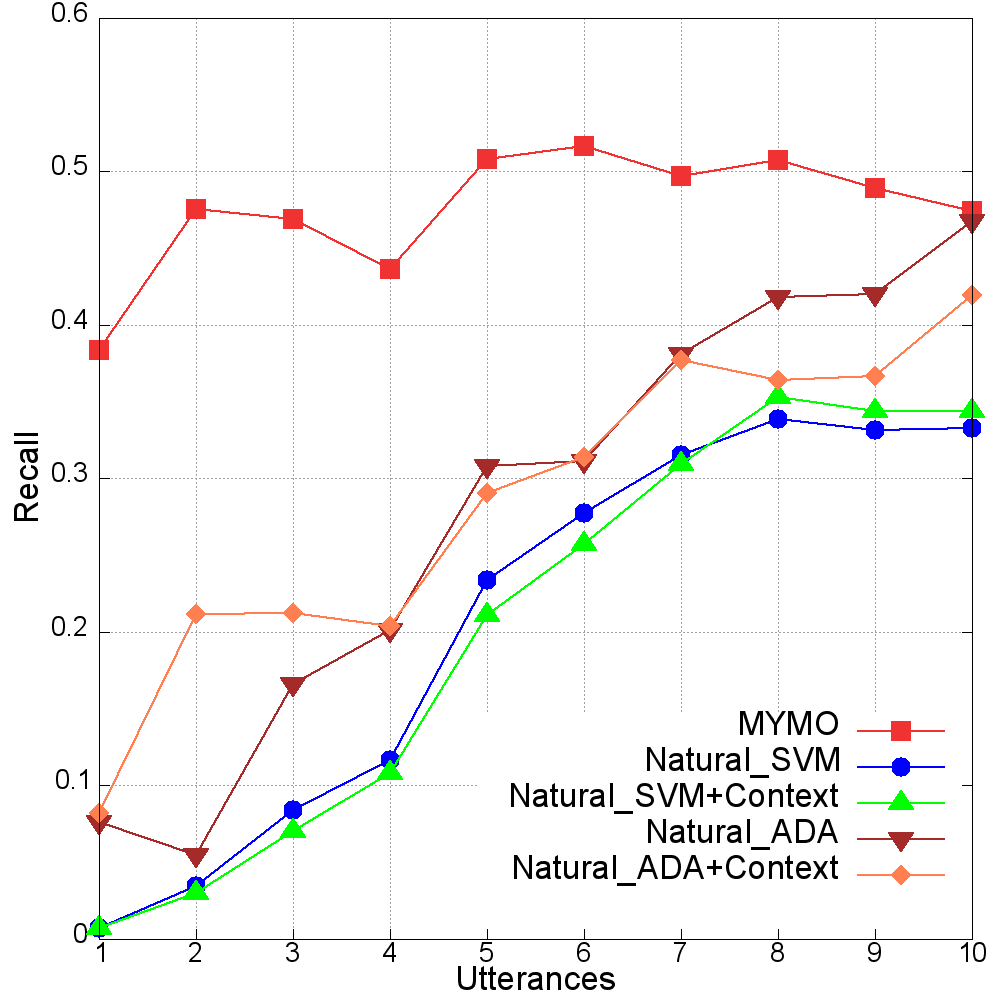 0.6
0.5
0.4
0.3
0.2
0.1
0
Recall
MYMO
Natural_SVM
Natural_SVM+Context
Natural_ADA
Natural_ADA+Context
1 2 3 4 5 6 7 8 9 10
Utterances